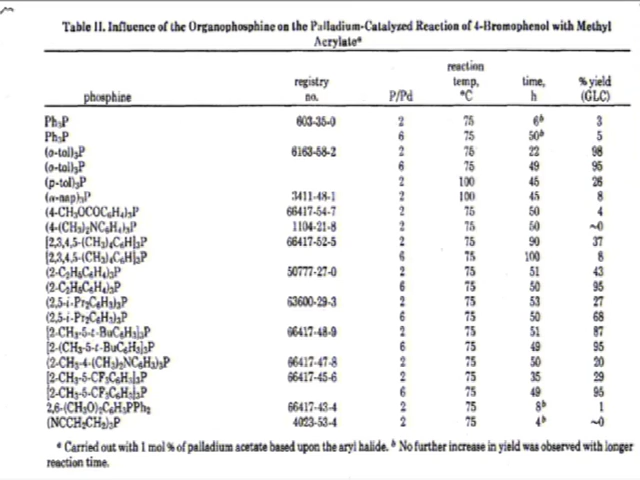 Table II. Influence of the Organophosphine on the Palladium-Catalyzed Reaction of 4-Bromophenol with Methyl
Acrylateᵃ
reaction
registry temp, time, % yield
phosphine no. P/Pd °C h (GLC)
Ph₃P 603-35-0 2 75 6ᵇ 3
Ph₃P 6 75 50ᵇ 5
(o-tol)₃P 6163-58-2 2 75 22 98
(o-tol)₃P 6 75 49 95
(p-tol)₃P 2 100 45 26
(α-nap)₃P 3411-48-1 2 100 45 8
(4-CH₃OCOC₆H₄)₃P 66417-54-7 2 75 50 4
(4-(CH₃)₂NC₆H₄)₃P 1104-21-8 2 75 50 ~0
[2,3,4,5-(CH₃)₄C₆H]₃P 66417-52-5 2 75 90 37
[2,3,4,5-(CH₃)₄C₆H]₃P 6 75 100 8
(2-C₂H₅C₆H₄)₃P 50777-27-0 2 75 51 43
(2-C₂H₅C₆H₄)₃P 6 75 50 95
(2,5-i-Pr₂C₆H₃)₃P 63600-29-3 2 75 53 27
(2,5-i-Pr₂C₆H₃)₃P 6 75 50 68
[2-CH₃-5-t-BuC₆H₃]₃P 66417-48-9 2 75 51 87
[2-(CH₃-5-t-BuC₆H₃]₃P 6 75 49 95
(2-CH₃-4-(CH₃)₂NC₆H₃)₃P 66417-47-8 2 75 50 20
[2-CH₃-5-CF₃C₆H₃]₃P 66417-45-6 2 75 35 29
[2-CH₃-5-CF₃C₆H₃]₃P 6 75 49 95
2,6-(CH₃O)₂C₆H₃PPh₂ 66417-43-4 2 75 8ᵇ 1
(NCCH₂CH₂)₃P 4023-53-4 2 75 4ᵇ ~0
ᵃ Carried out with 1 mol % of palladium acetate based upon the aryl halide. ᵇ No further increase in yield was observed with longer
reaction time.